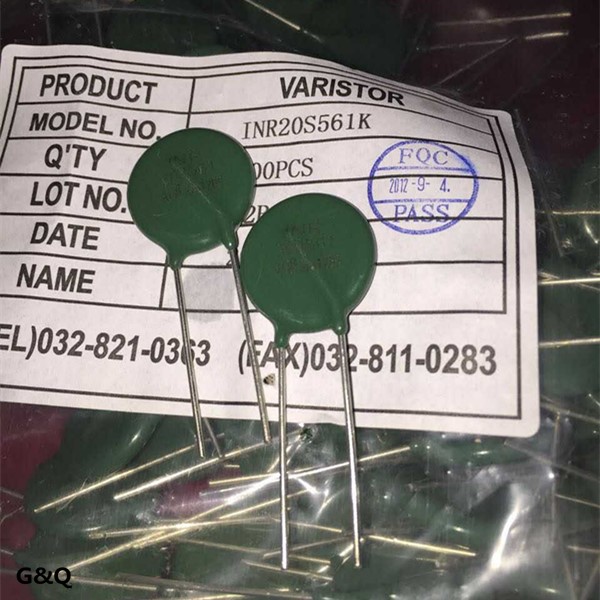 PRODUCT VARISTOR
MODEL NO. INR20S561K
Q'TY 00PCS
LOT NO.
DATE
NAME
FQC
2012-9-4.
PASS
EL)032-821-0363 (FAX)032-811-0283
G&Q